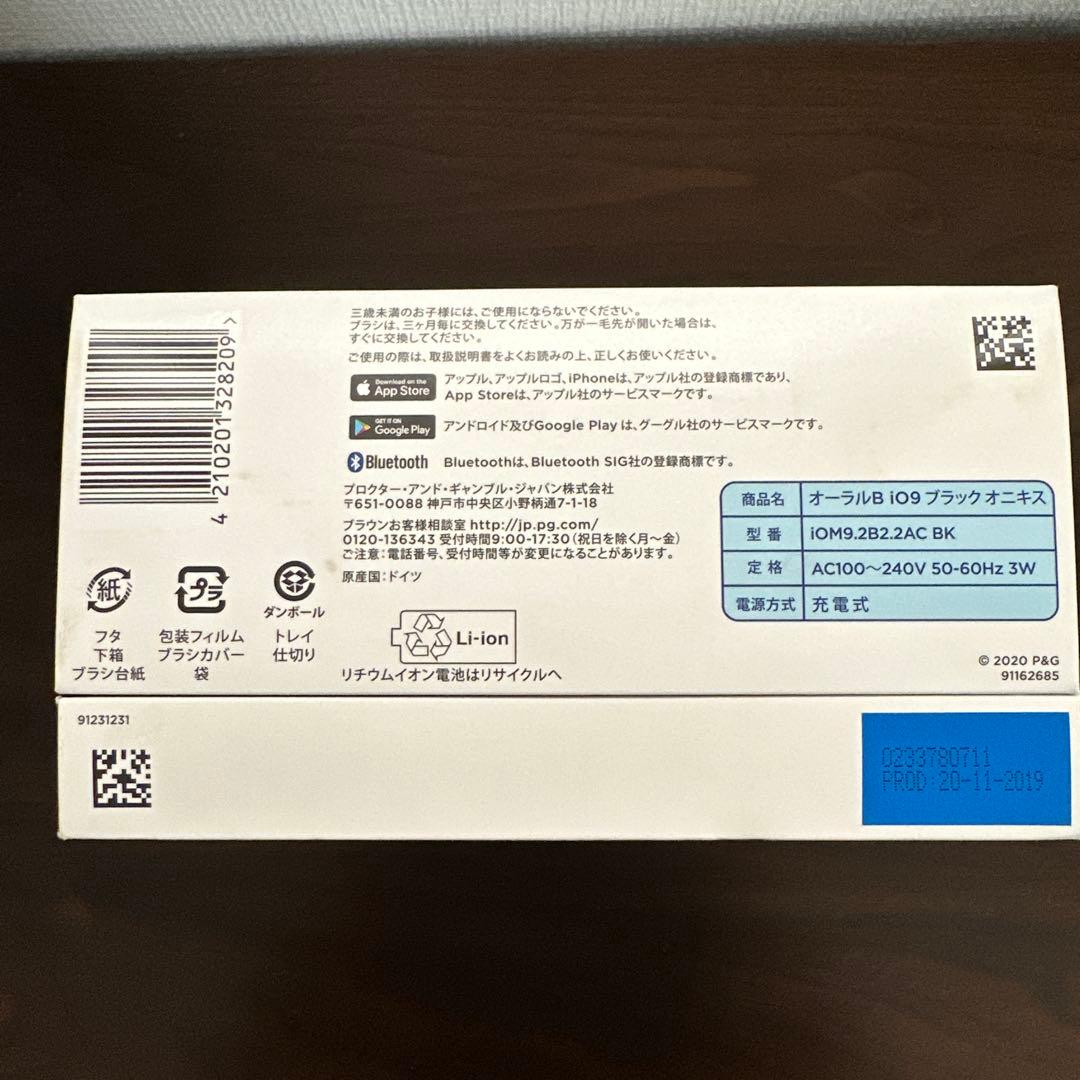 三歳未満のお子様には、ご使用にならないでください。
ブラシは、三ヶ月毎に交換してください。万が一毛先が開いた場合は、
すぐに交換してください。
ご使用の際は、取扱説明書をよくお読みの上、正しくお使いください。
Download on the
App Store
アップル、アップルロゴ、iPhoneは、アップル社の登録商標であり、
App Storeは、アップル社のサービスマークです。
GET IT ON
Google Play
アンドロイド及びGoogle Play は、グーグル社のサービスマークです。
Bluetooth
Bluetoothは、Bluetooth SIG社の登録商標です。
プロクター・アンド・ギャンブル・ジャパン株式会社
〒651-0088 神戸市中央区小野柄通7-1-18
ブラウンお客様相談室 http://jp.pg.com/
0120-136343 受付時間9:00-17:30（祝日を除く月〜金）
ご注意：電話番号、受付時間等が変更になることがあります。
原産国：ドイツ
4 210201 328209 >
紙
フタ
下箱
ブラシ台紙
プラ
包装フィルム
ブラシカバー
袋
ダンボール
トレイ
仕切り
Li-ion
リチウムイオン電池はリサイクルへ
商品名 オーラルB iO9 ブラック オニキス
型 番 iOM9.2B2.2AC BK
定 格 AC100〜240V 50-60Hz 3W
電源方式 充電式
© 2020 P&G
91162685
91231231
0233780711
PROD:20-11-2019